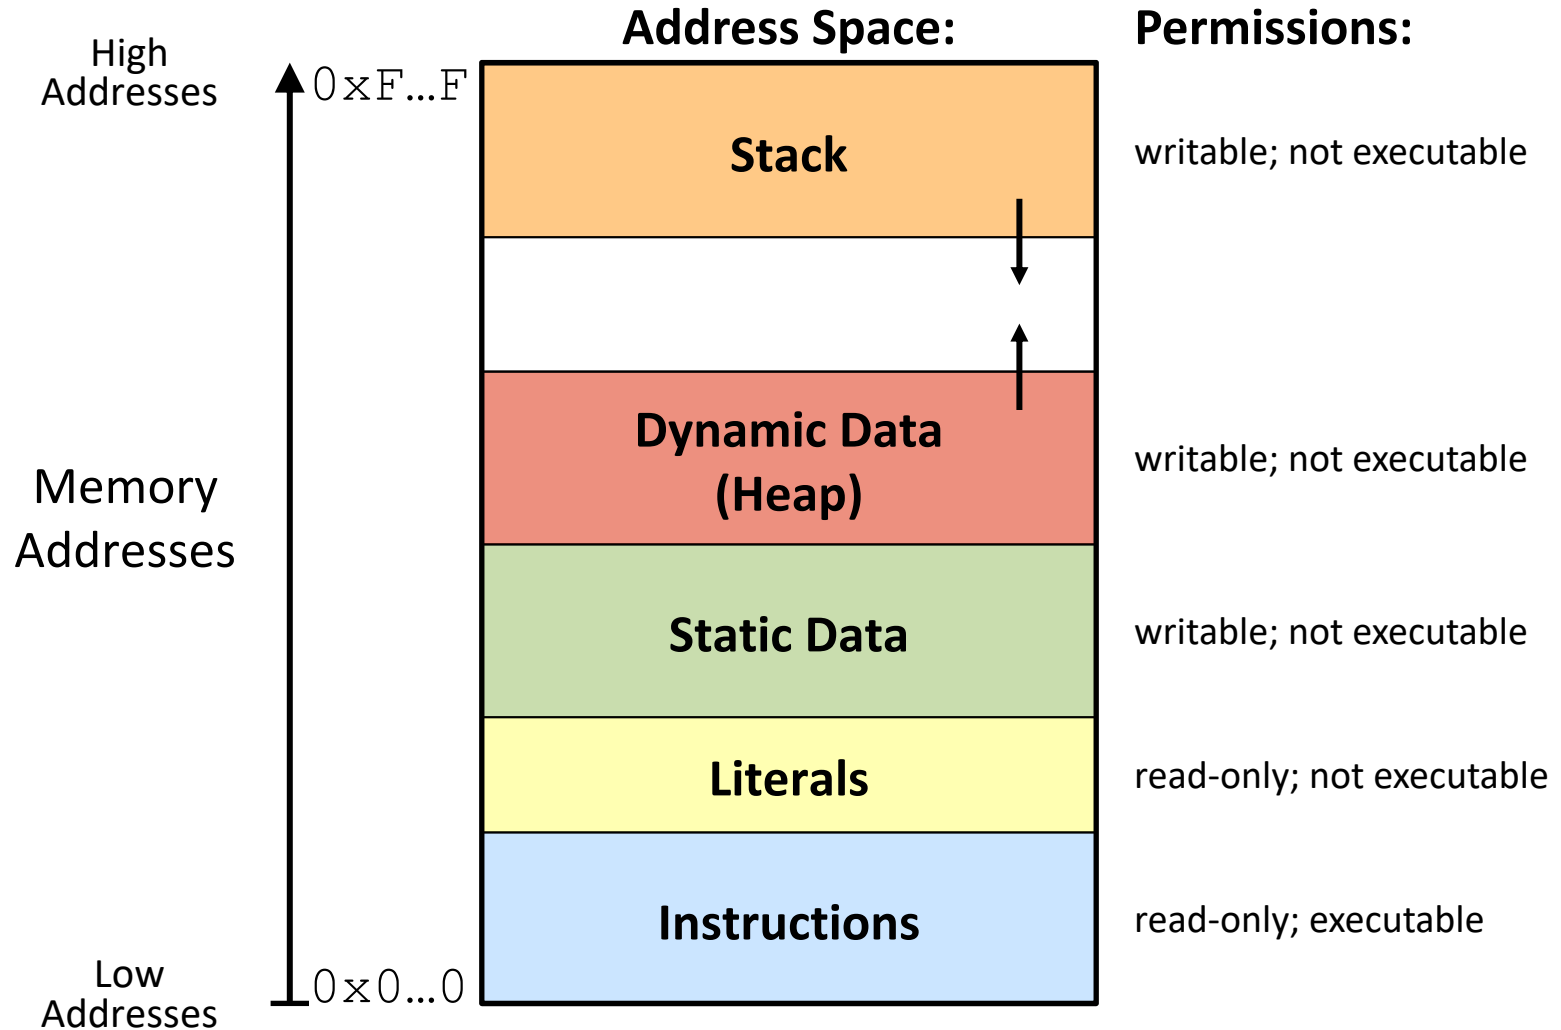 Address Space:
Permissions:
High
Addresses
0xF…F
Stack
writable; not executable
Dynamic Data
(Heap)
writable; not executable
Memory
Addresses
Static Data
writable; not executable
Literals
read-only; not executable
Instructions
read-only; executable
Low
Addresses
0x0…0